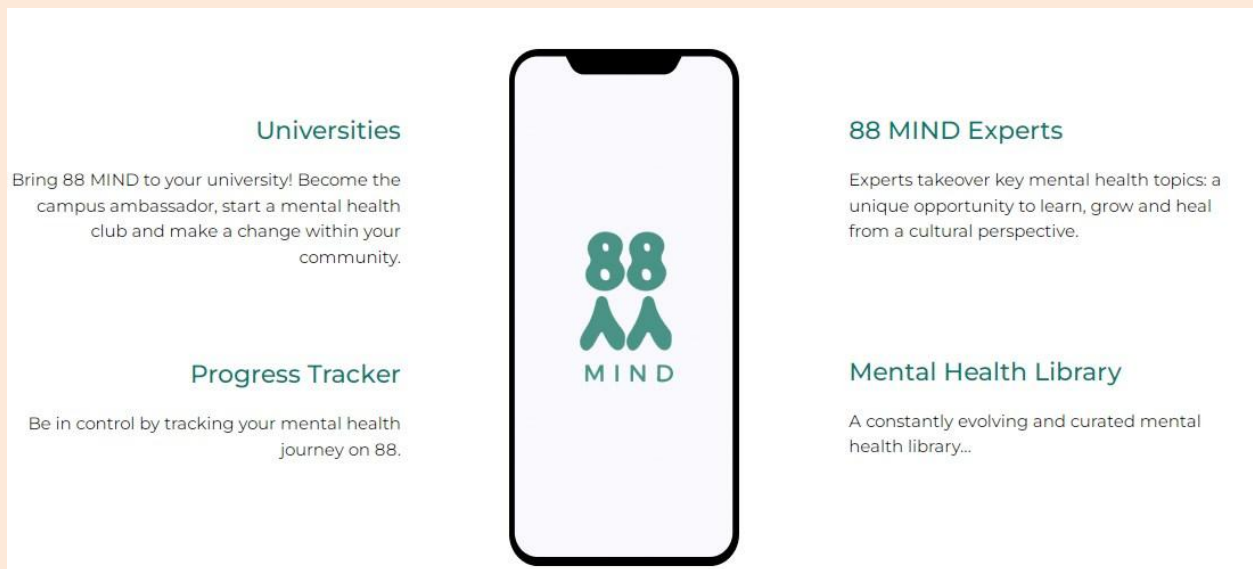 Universities
Bring 88 MIND to your university! Become the
campus ambassador, start a mental health
club and make a change within your
community.
Progress Tracker
Be in control by tracking your mental health
journey on 88.
88
MIND
88 MIND Experts
Experts takeover key mental health topics: a
unique opportunity to learn, grow and heal
from a cultural perspective.
Mental Health Library
A constantly evolving and curated mental
health library...